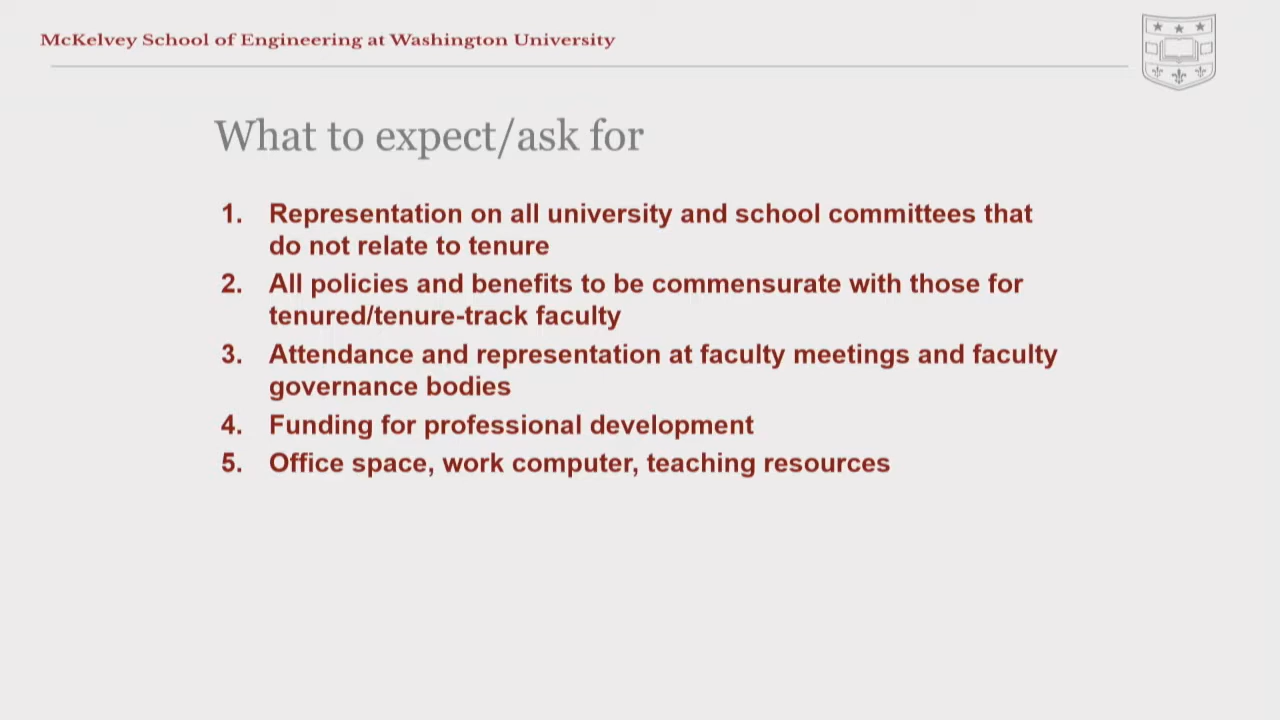 McKelvey School of Engineering at Washington University
What to expect/ask for
1. Representation on all university and school committees that
do not relate to tenure
2. All policies and benefits to be commensurate with those for
tenured/tenure-track faculty
3. Attendance and representation at faculty meetings and faculty
governance bodies
4. Funding for professional development
5. Office space, work computer, teaching resources